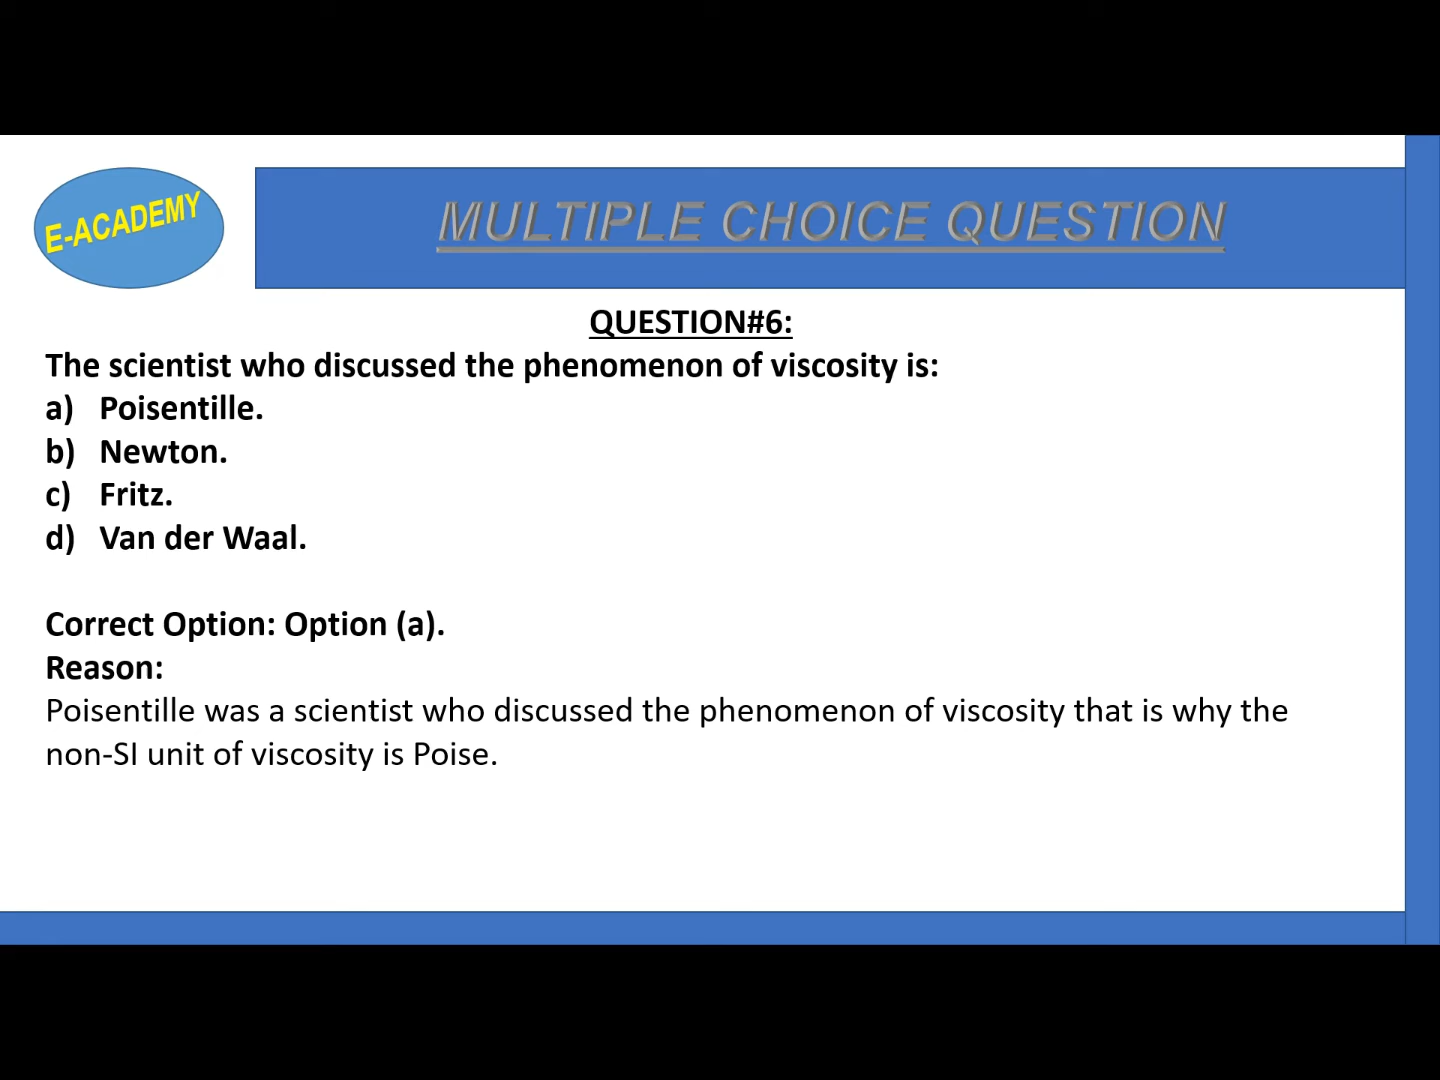 E-ACADEMY
MULTIPLE CHOICE QUESTION
QUESTION#6:
The scientist who discussed the phenomenon of viscosity is:
a) Poisentille.
b) Newton.
c) Fritz.
d) Van der Waal.
Correct Option: Option (a).
Reason:
Poisentille was a scientist who discussed the phenomenon of viscosity that is why the
non-SI unit of viscosity is Poise.